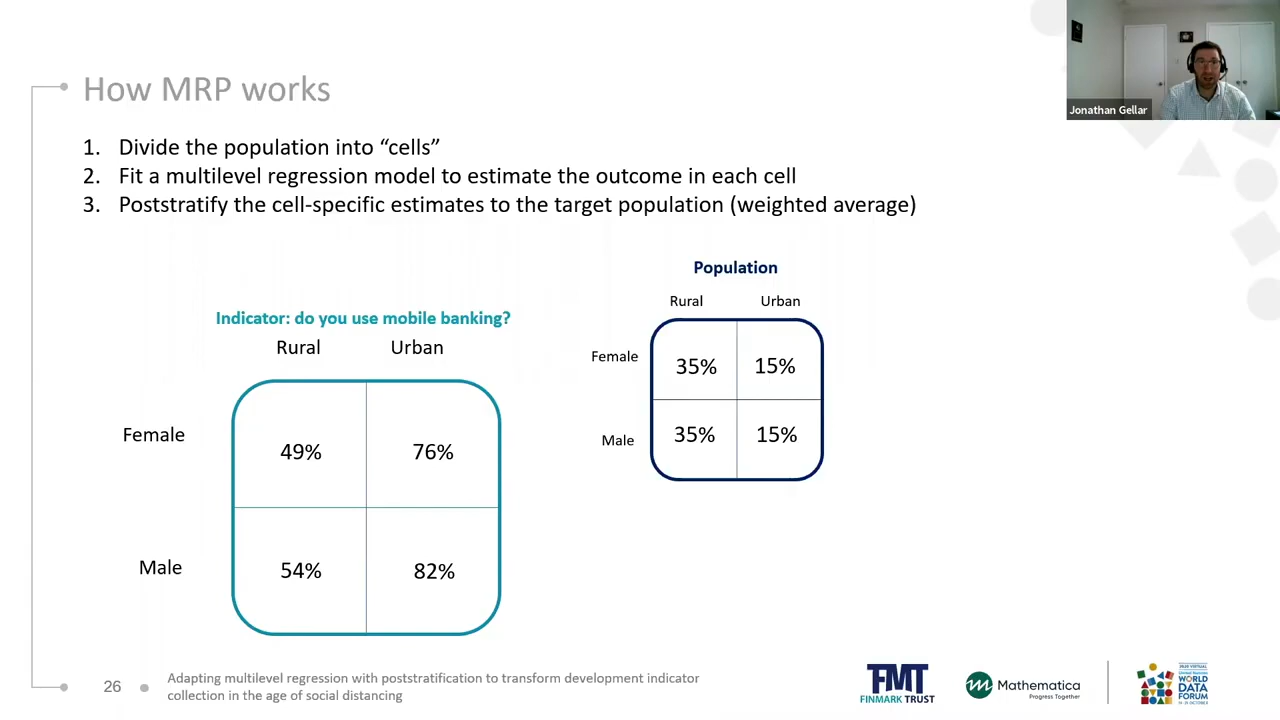 Jonathan Gellar
How MRP works
1. Divide the population into “cells”
2. Fit a multilevel regression model to estimate the outcome in each cell
3. Poststratify the cell-specific estimates to the target population (weighted average)
Population
Rural Urban
Female 35% 15%
Male 35% 15%
Indicator: do you use mobile banking?
Rural Urban
Female 49% 76%
Male 54% 82%
26
Adapting multilevel regression with poststratification to transform development indicator
collection in the age of social distancing
FMT
FINMARK TRUST
Mathematica
Progress Together
United Nations
WORLD
DATA
FORUM